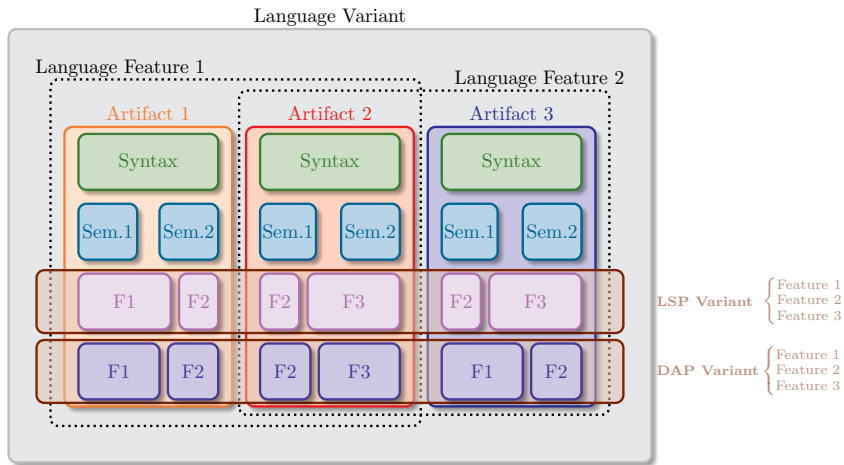 Language Variant
Language Feature 1
Language Feature 2
Artifact 1 Artifact 2 Artifact 3
Syntax Syntax Syntax
Sem.1 Sem.2 Sem.1 Sem.2 Sem.1 Sem.2
F1 F2 F2 F3 F2 F3
LSP Variant
Feature 1
Feature 2
Feature 3
F1 F2 F2 F3 F1 F2
DAP Variant
Feature 1
Feature 2
Feature 3